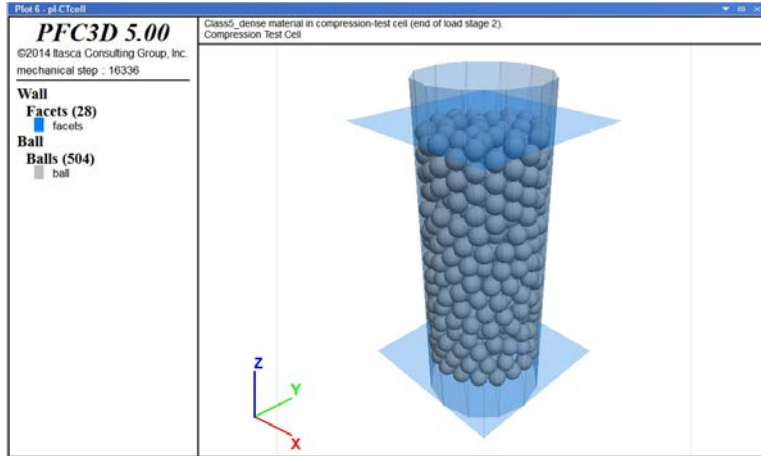 Plot 6 - pl-CTcell
PFC3D 5.00
©2014 Itasca Consulting Group, Inc.
mechanical step : 16336
Wall
Facets (28)
facets
Ball
Balls (504)
ball
Class5_dense material in compression-test cell (end of load stage 2).
Compression Test Cell
Z
Y
X